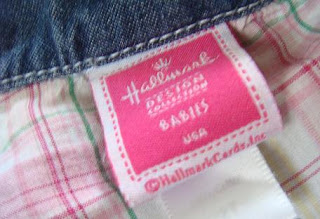 Hallmark
DESIGN
COLLECTION
BABIES
USA
©HallmarkCards,Inc